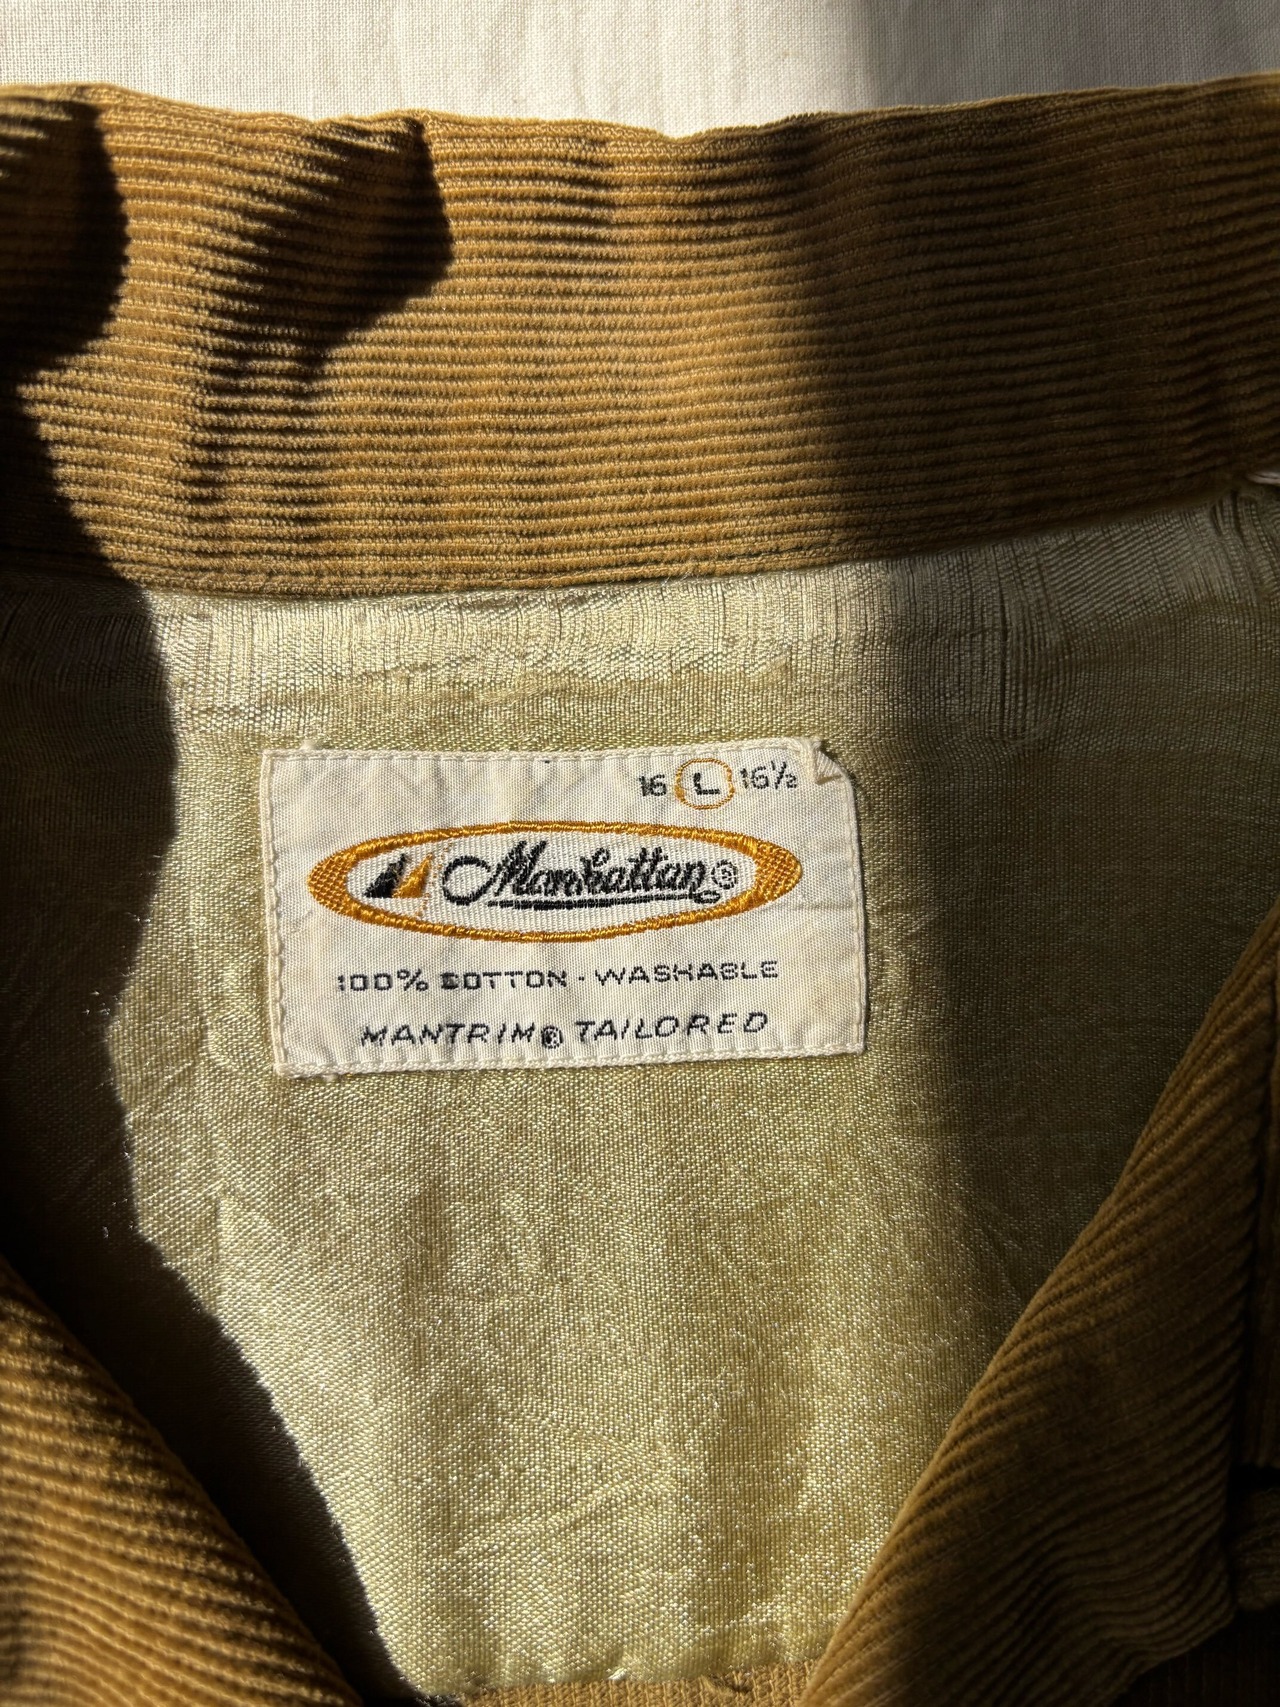 16 L 16½
Manhattan®
100% COTTON · WASHABLE
MANTRIM® TAILORED